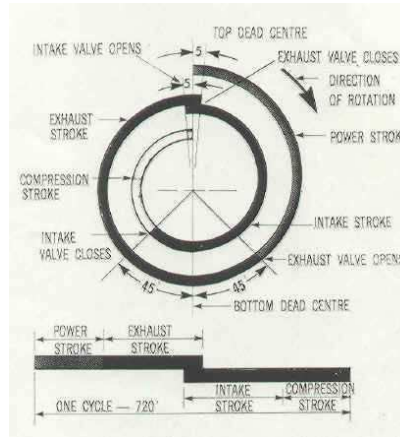 TOP DEAD CENTRE
INTAKE VALVE OPENS
5
EXHAUST VALVE CLOSES
5
DIRECTION
OF ROTATION
EXHAUST
STROKE
POWER STROK
COMPRESSION
STROKE
INTAKE STROKE
INTAKE
VALVE CLOSES
EXHAUST VALVE OPENS
45°
45°
BOTTOM DEAD CENTRE
POWER
STROKE
EXHAUST
STROKE
INTAKE
STROKE
COMPRESSION
STROKE
ONE CYCLE — 720°